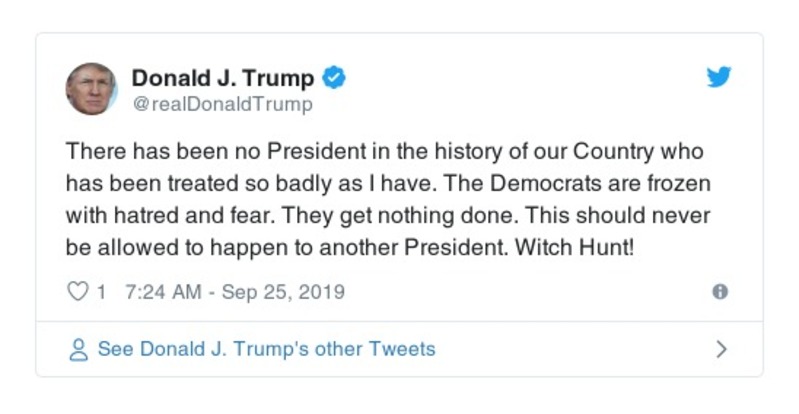 Donald J. Trump
@realDonaldTrump
There has been no President in the history of our Country who
has been treated so badly as I have. The Democrats are frozen
with hatred and fear. They get nothing done. This should never
be allowed to happen to another President. Witch Hunt!
1 7:24 AM - Sep 25, 2019
See Donald J. Trump's other Tweets